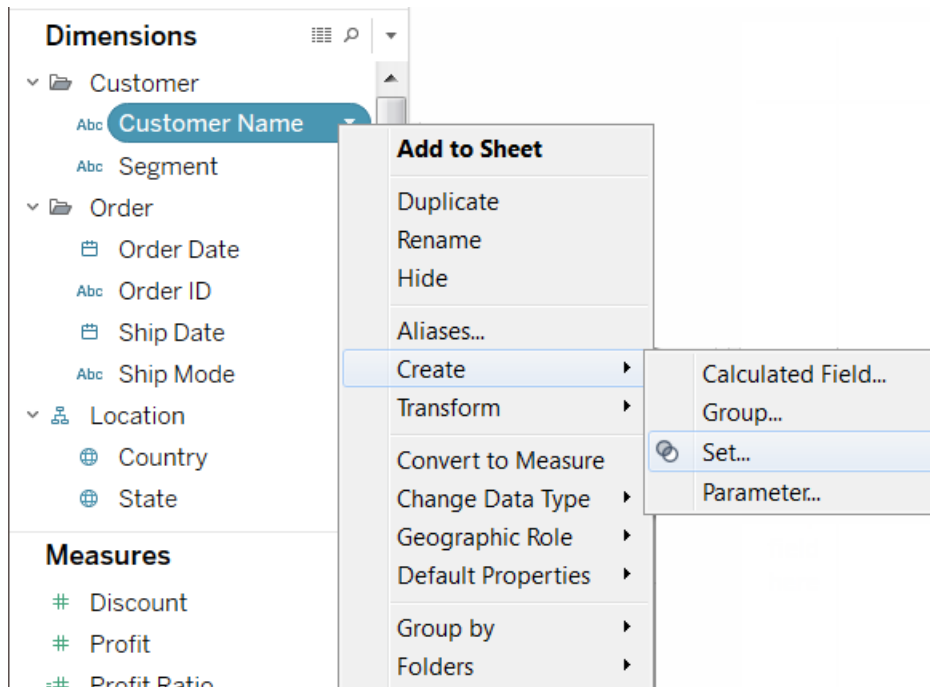 Dimensions
Customer
Abc Customer Name
Abc Segment
Order
Order Date
Abc Order ID
Ship Date
Abc Ship Mode
Location
Country
State
Measures
# Discount
# Profit
=# Profit Ratio
Add to Sheet
Duplicate
Rename
Hide
Aliases...
Create
Transform
Convert to Measure
Change Data Type
Geographic Role
Default Properties
Group by
Folders
Calculated Field...
Group...
Set...
Parameter...